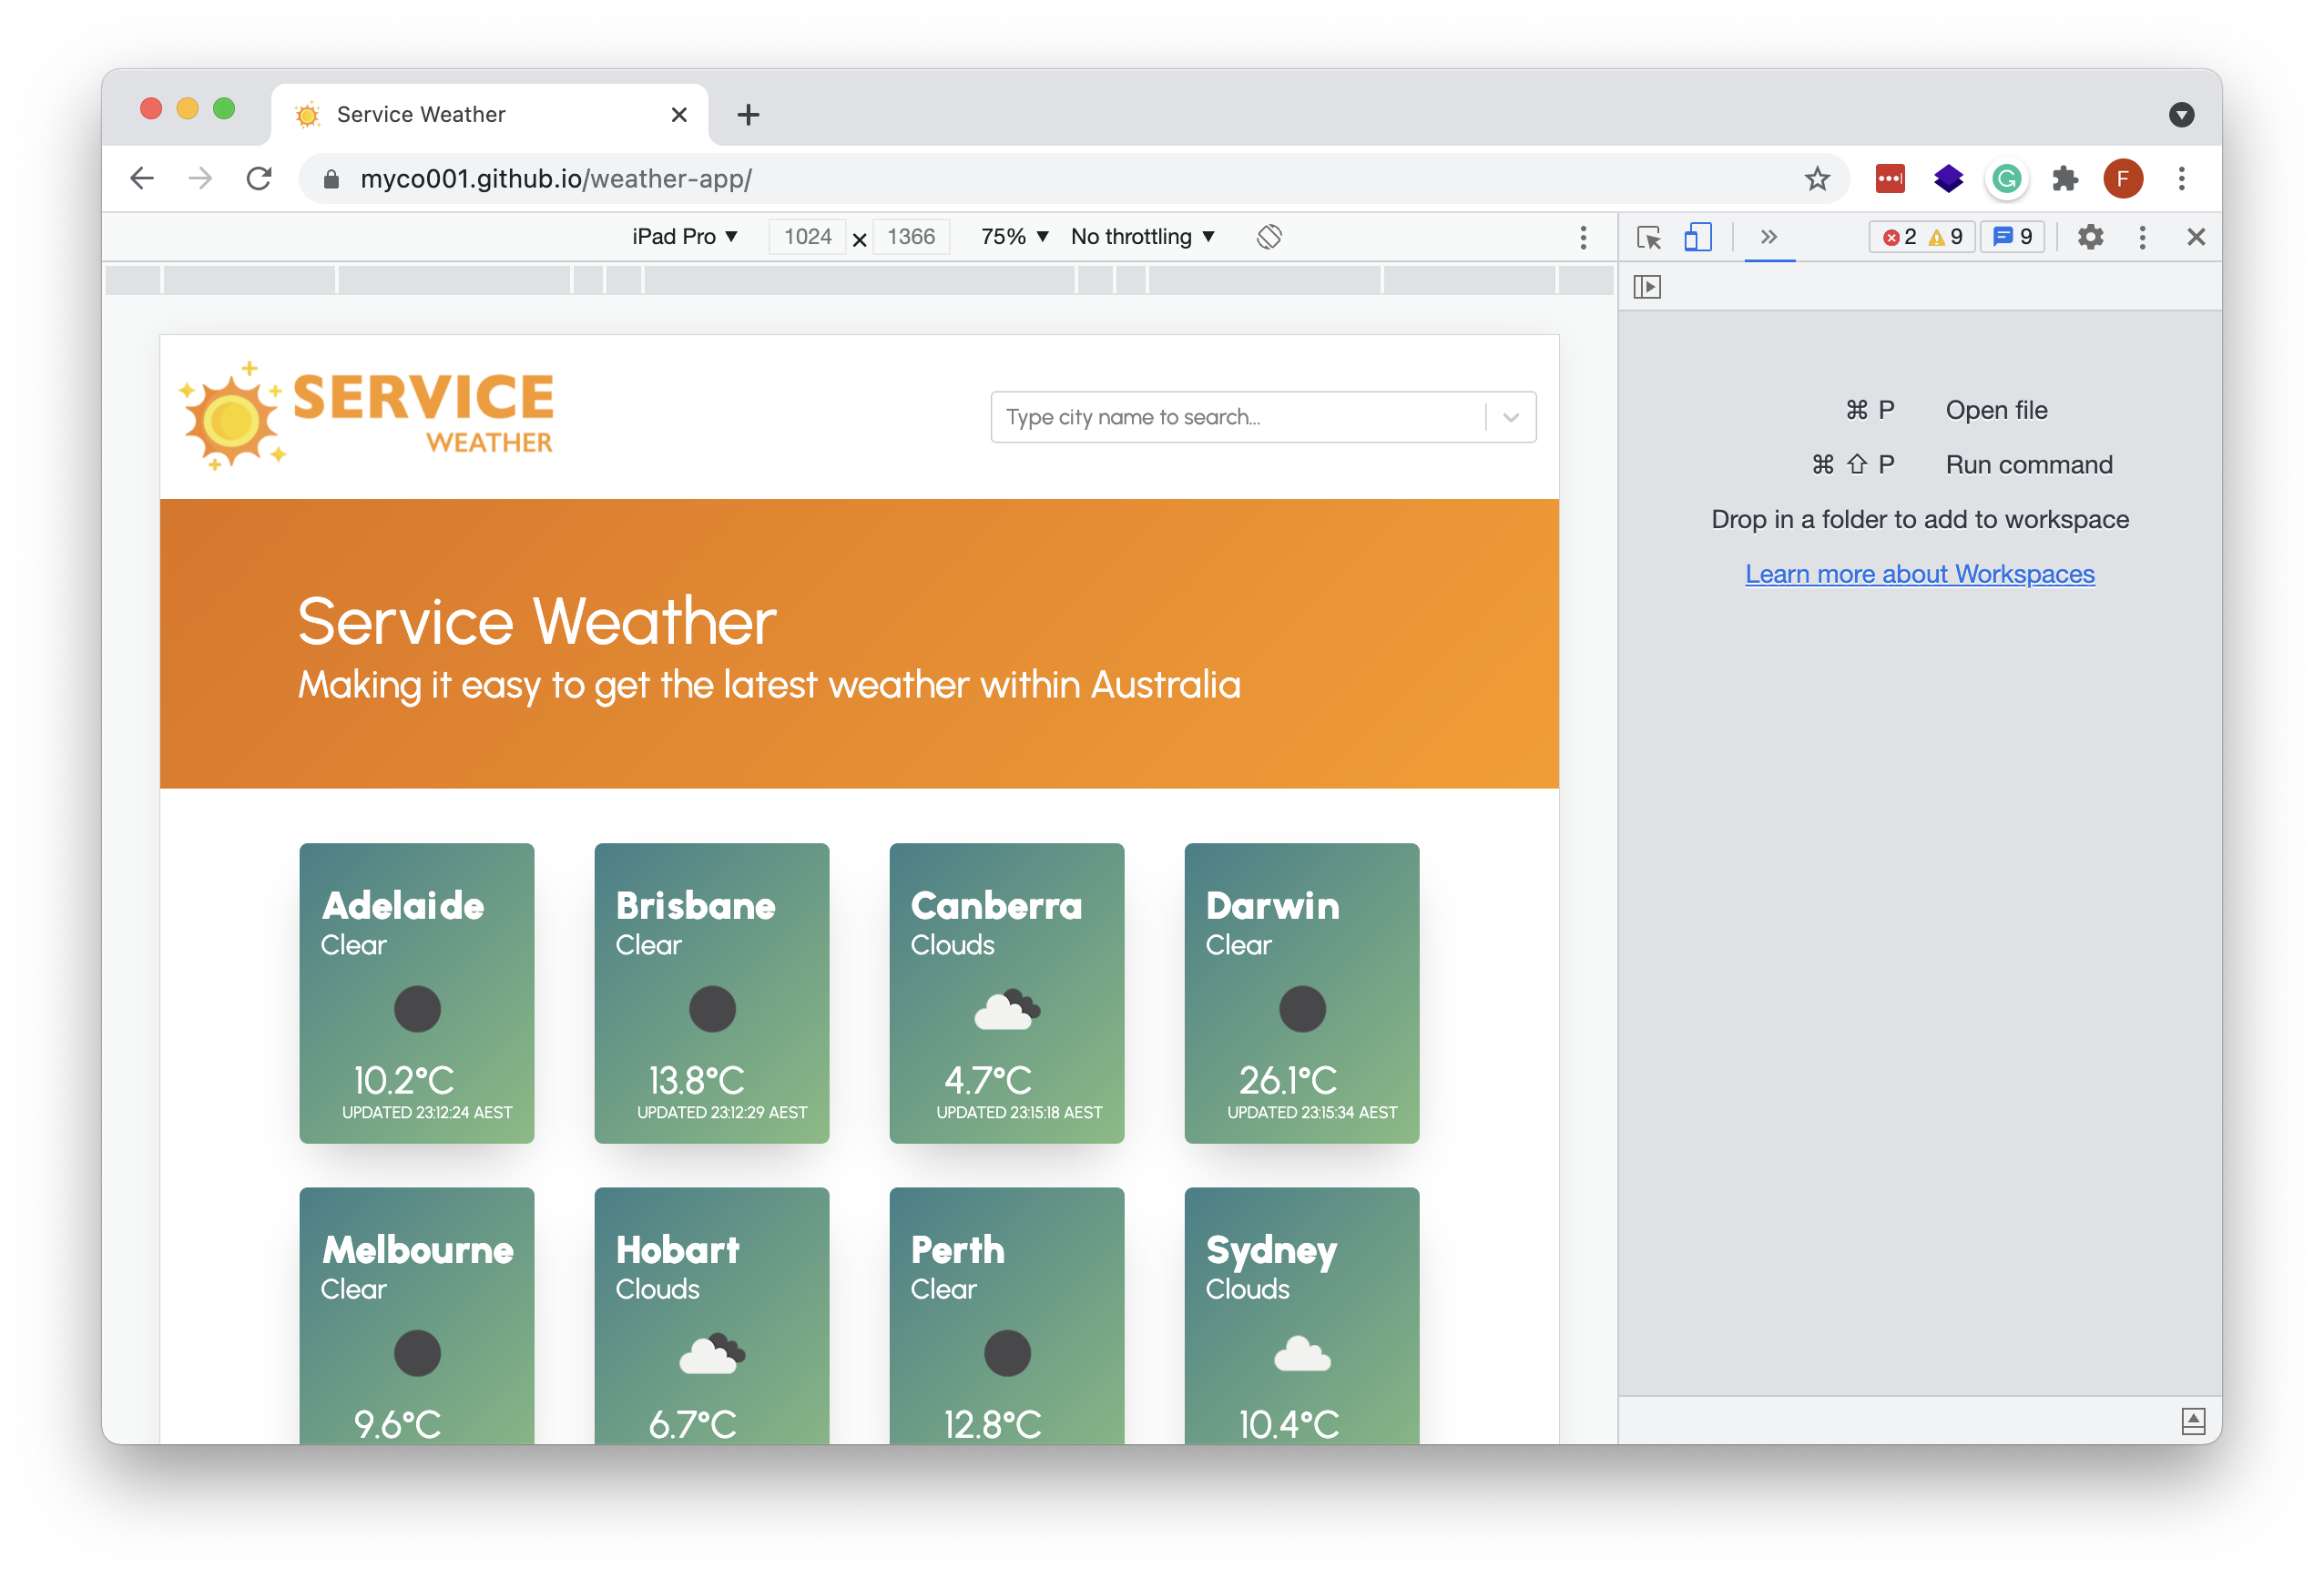 Service Weather
myco001.github.io/weather-app/
F
iPad Pro 1024 × 1366 75% No throttling
2 9 9
SERVICE
WEATHER
Type city name to search...
⌘ P Open file
⌘ ⇧ P Run command
Drop in a folder to add to workspace
Learn more about Workspaces
Service Weather
Making it easy to get the latest weather within Australia
Adelaide
Clear
10.2°C
UPDATED 23:12:24 AEST
Brisbane
Clear
13.8°C
UPDATED 23:12:29 AEST
Canberra
Clouds
4.7°C
UPDATED 23:15:18 AEST
Darwin
Clear
26.1°C
UPDATED 23:15:34 AEST
Melbourne
Clear
9.6°C
Hobart
Clouds
6.7°C
Perth
Clear
12.8°C
Sydney
Clouds
10.4°C